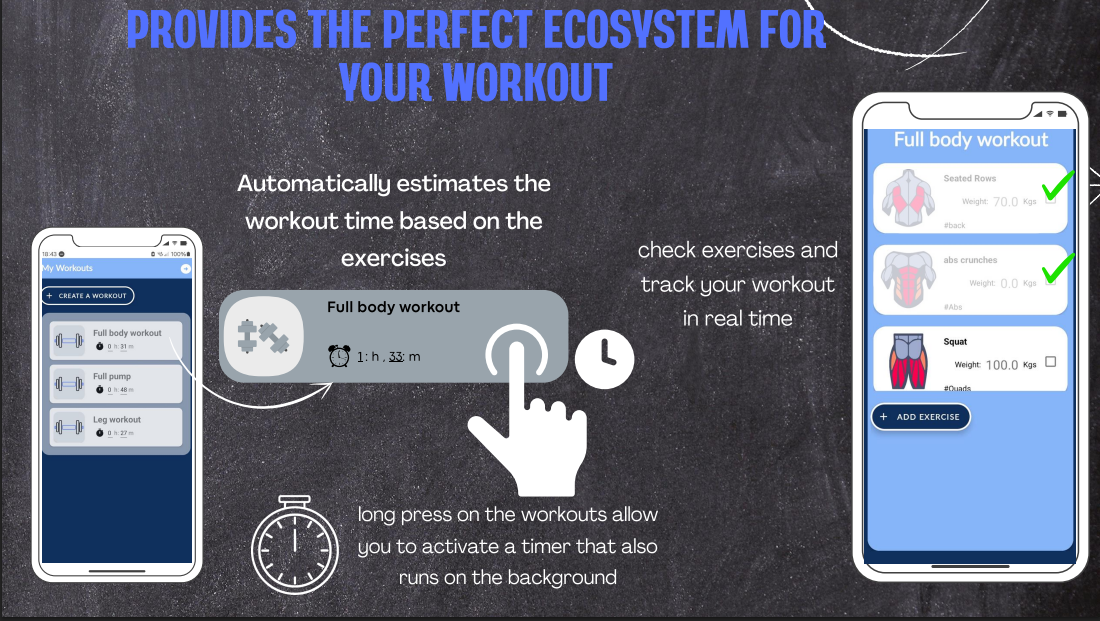 PROVIDES THE PERFECT ECOSYSTEM FOR
YOUR WORKOUT
Automatically estimates the
workout time based on the
exercises
18:43
100%
My Workouts
+ CREATE A WORKOUT
Full body workout
0 h 31 m
Full pump
0 h 48 m
Leg workout
0 h 27 m
Full body workout
1: h , 33: m
long press on the workouts allow
you to activate a timer that also
runs on the background
check exercises and
track your workout
in real time
Full body workout
Seated Rows
Weight: 70.0 Kgs
#back
abs crunches
Weight: 0.0 Kgs
#Abs
Squat
Weight: 100.0 Kgs
#Quads
+ ADD EXERCISE